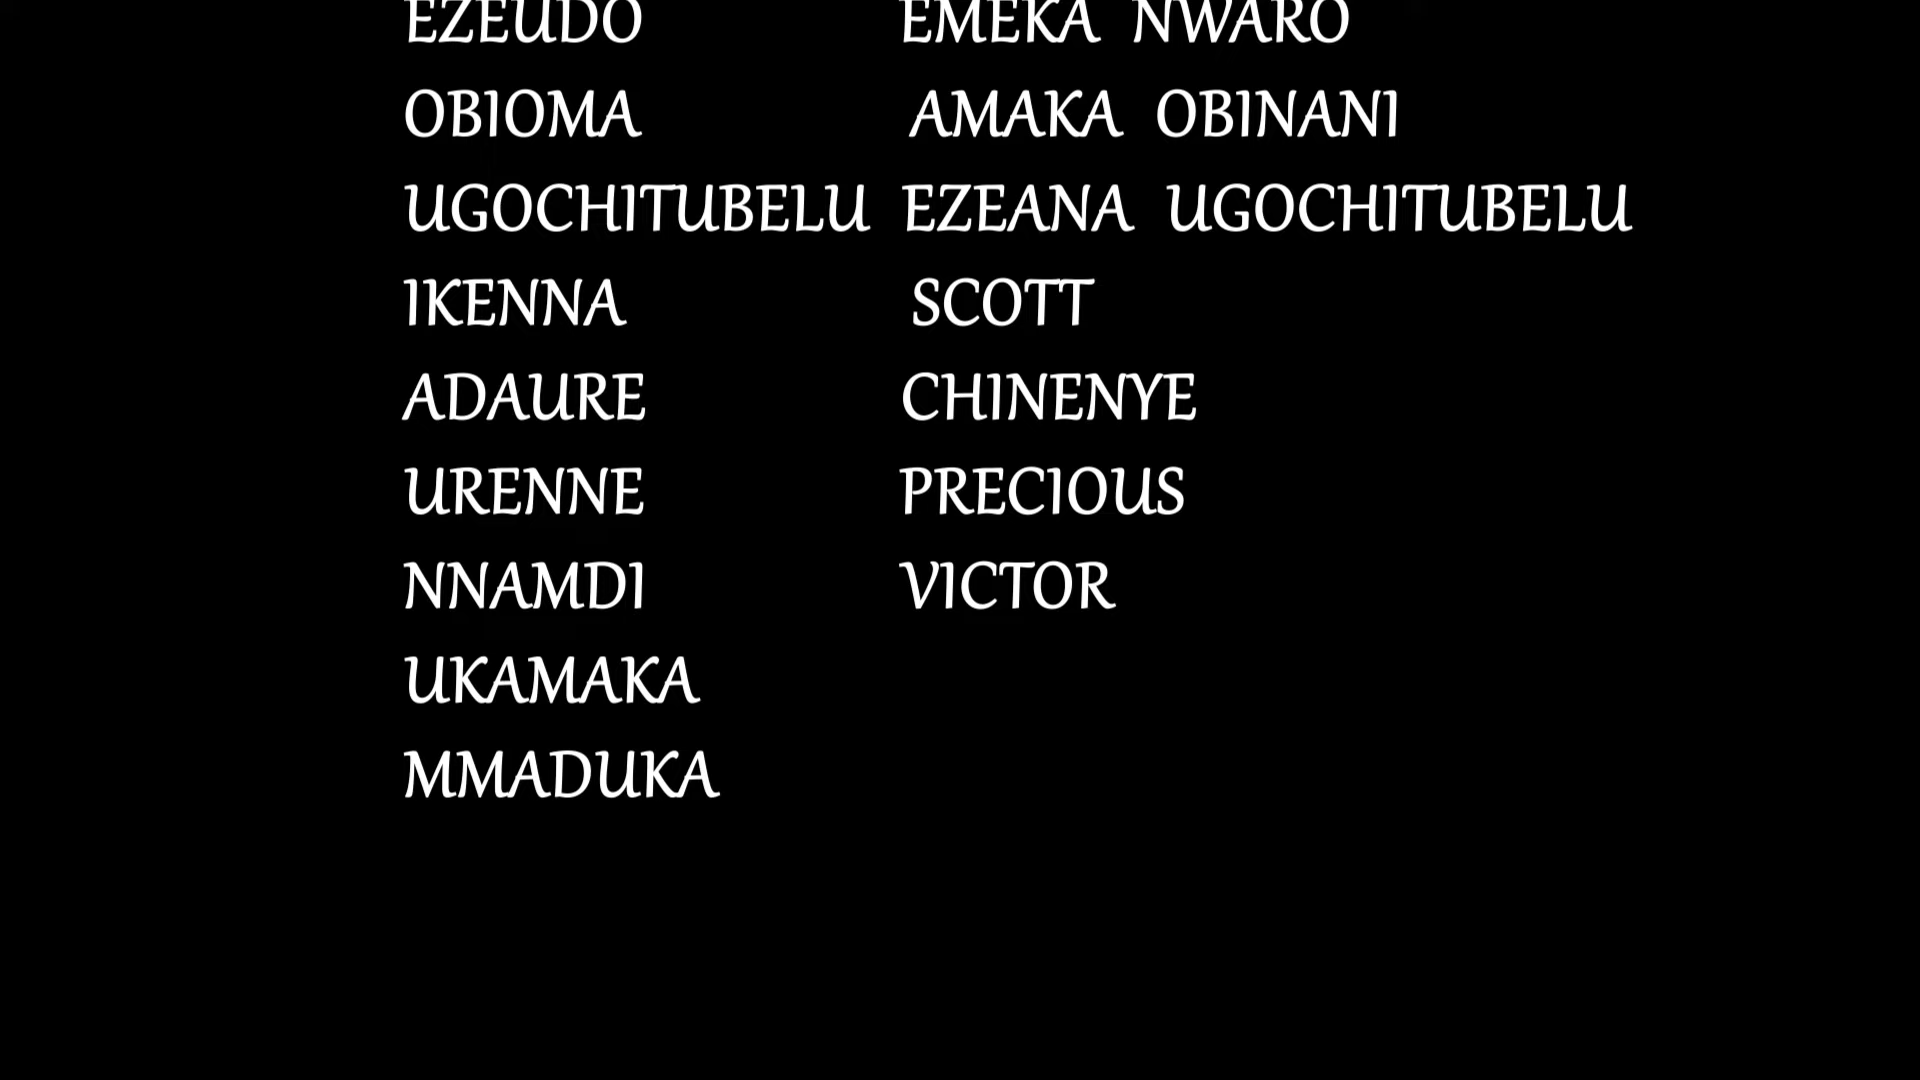 EZEUDO EMEKA NWARO
OBIOMA AMAKA OBINANI
UGOCHITUBELU EZEANA UGOCHITUBELU
IKENNA SCOTT
ADAURE CHINENYE
URENNE PRECIOUS
NNAMDI VICTOR
UKAMAKA
MMADUKA